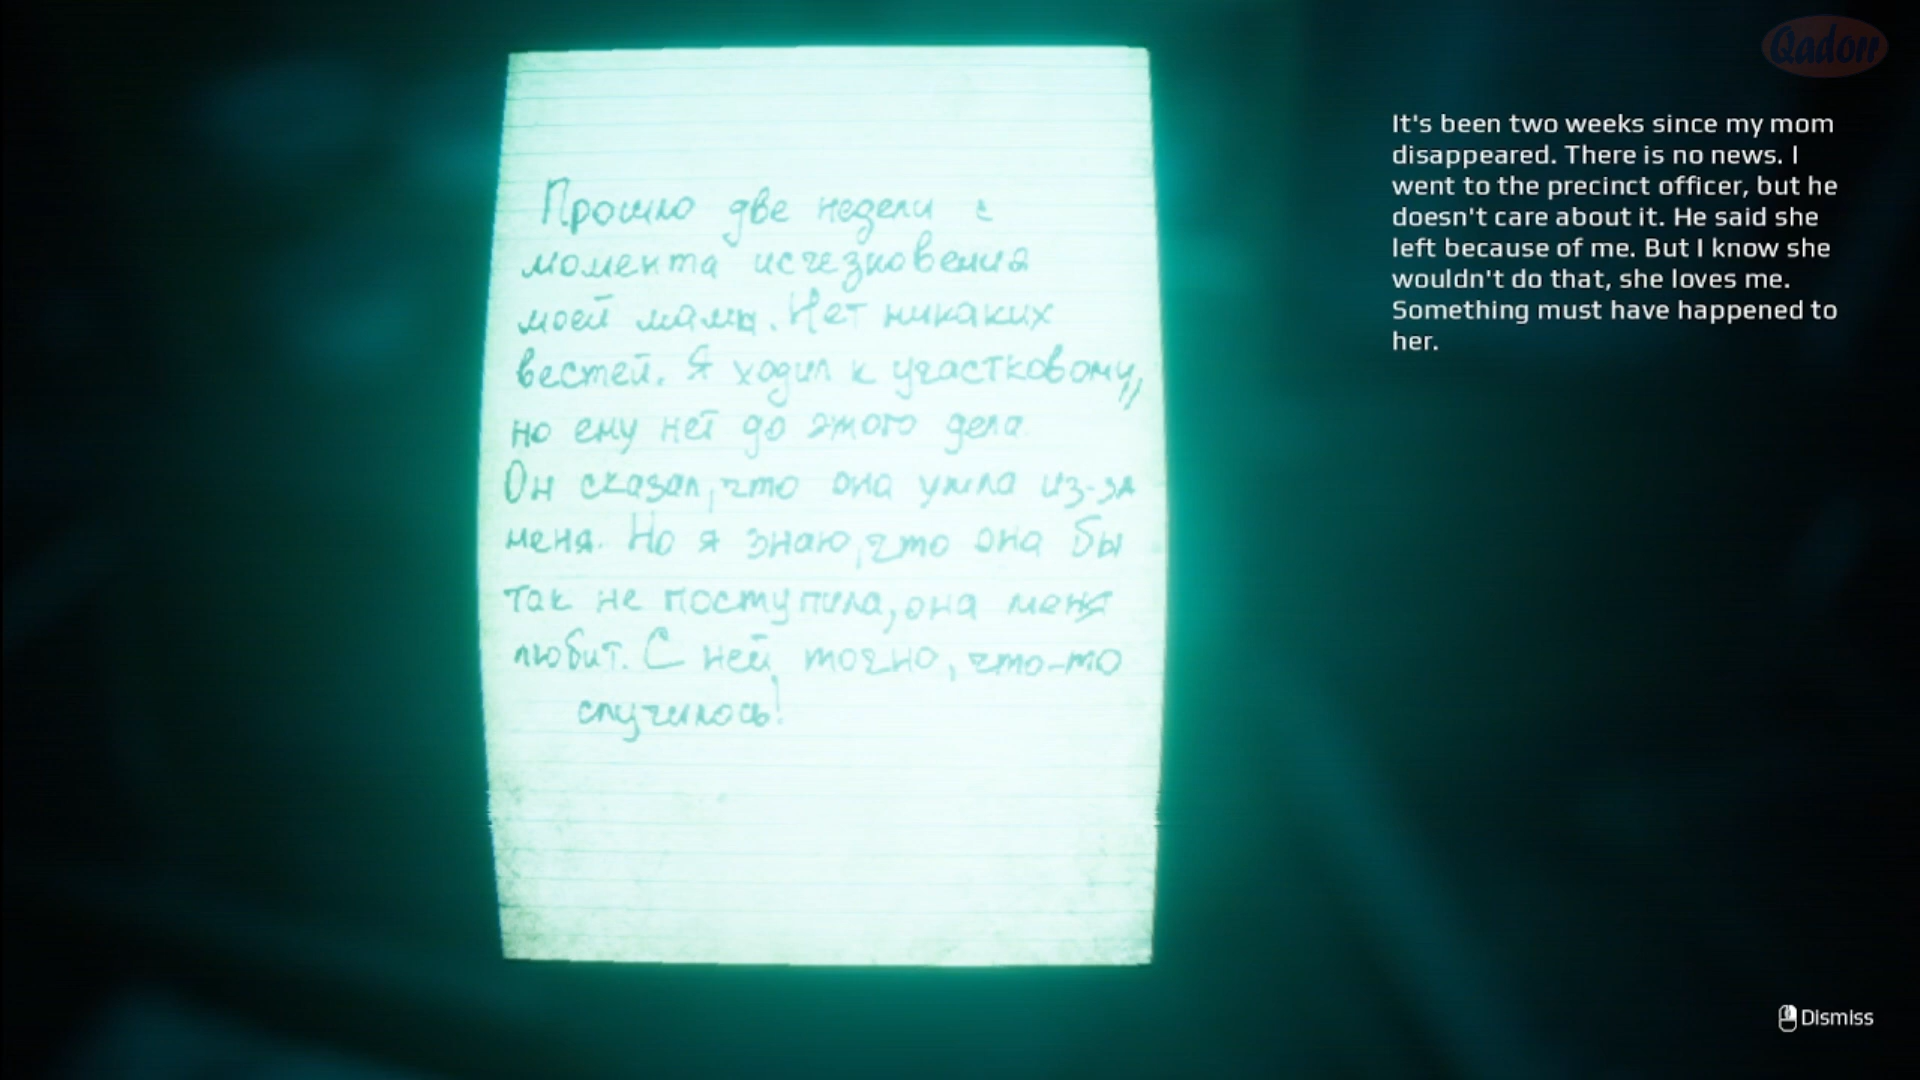 Qadon
It's been two weeks since my mom
disappeared. There is no news. I
went to the precinct officer, but he
doesn't care about it. He said she
left because of me. But I know she
wouldn't do that, she loves me.
Something must have happened to
her.
Прошло две недели с
момента исчезновения
моей мамы. Нет никаких
вестей. Я ходил к участковому,
но ему нет до этого дела
Он сказал, что она ушла из-за
меня. Но я знаю, что она бы
так не поступила, она меня
любит. С ней точно, что-то
случилось!
Dismiss